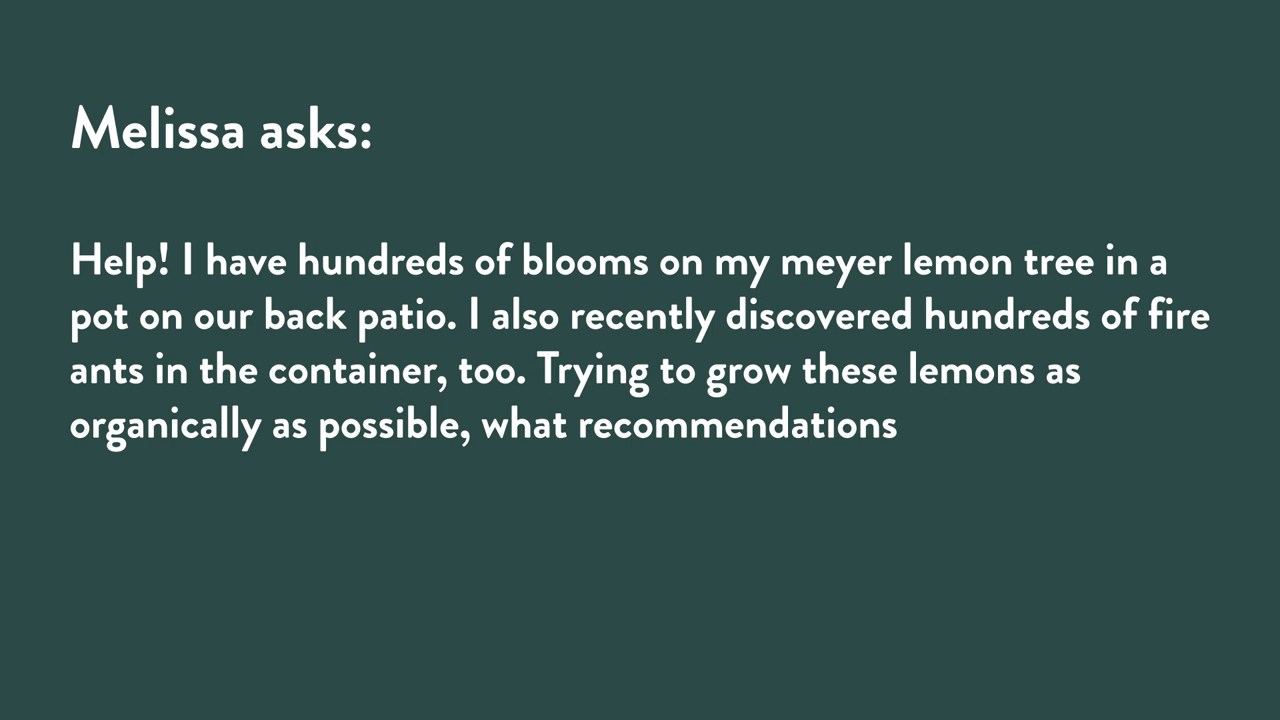 Melissa asks:
Help! I have hundreds of blooms on my meyer lemon tree in a
pot on our back patio. I also recently discovered hundreds of fire
ants in the container, too. Trying to grow these lemons as
organically as possible, what recommendations